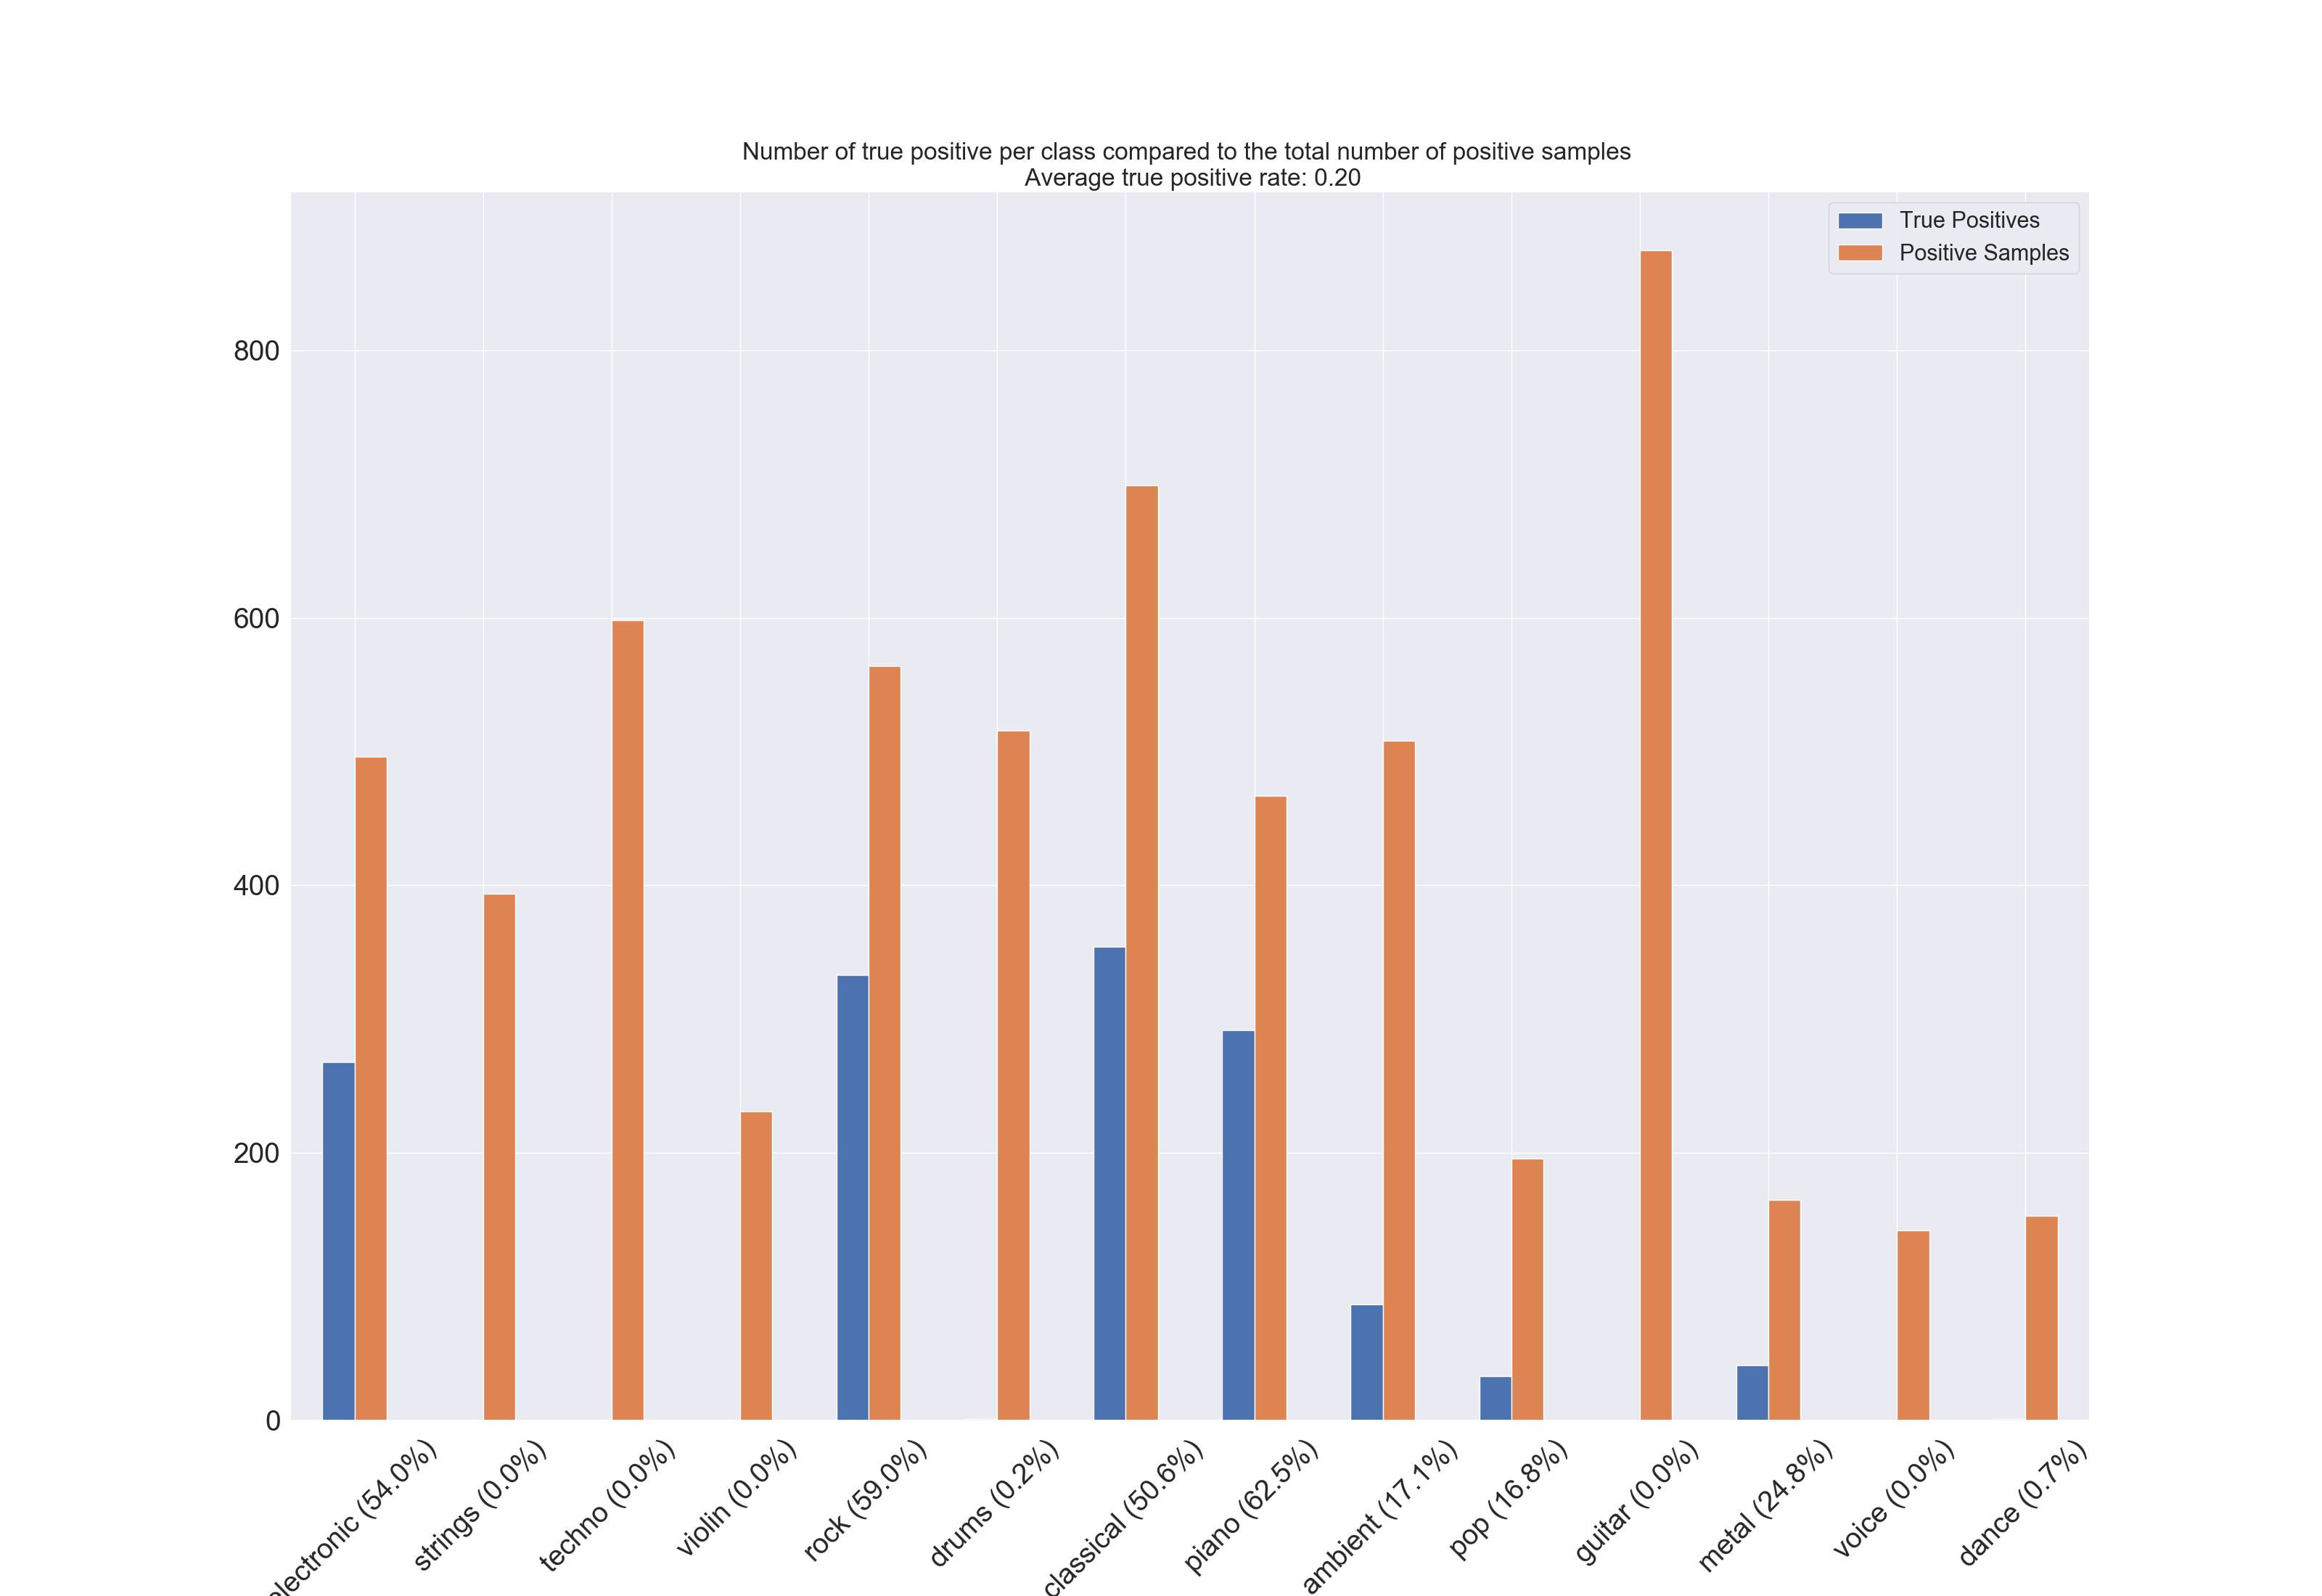 Number of true positive per class compared to the total number of positive samples
Average true positive rate: 0.20
True Positives
Positive Samples
800
600
400
200
0
electronic (54.0%)
strings (0.0%)
techno (0.0%)
violin (0.0%)
rock (59.0%)
drums (0.2%)
classical (50.6%)
piano (62.5%)
ambient (17.1%)
pop (16.8%)
guitar (0.0%)
metal (24.8%)
voice (0.0%)
dance (0.7%)